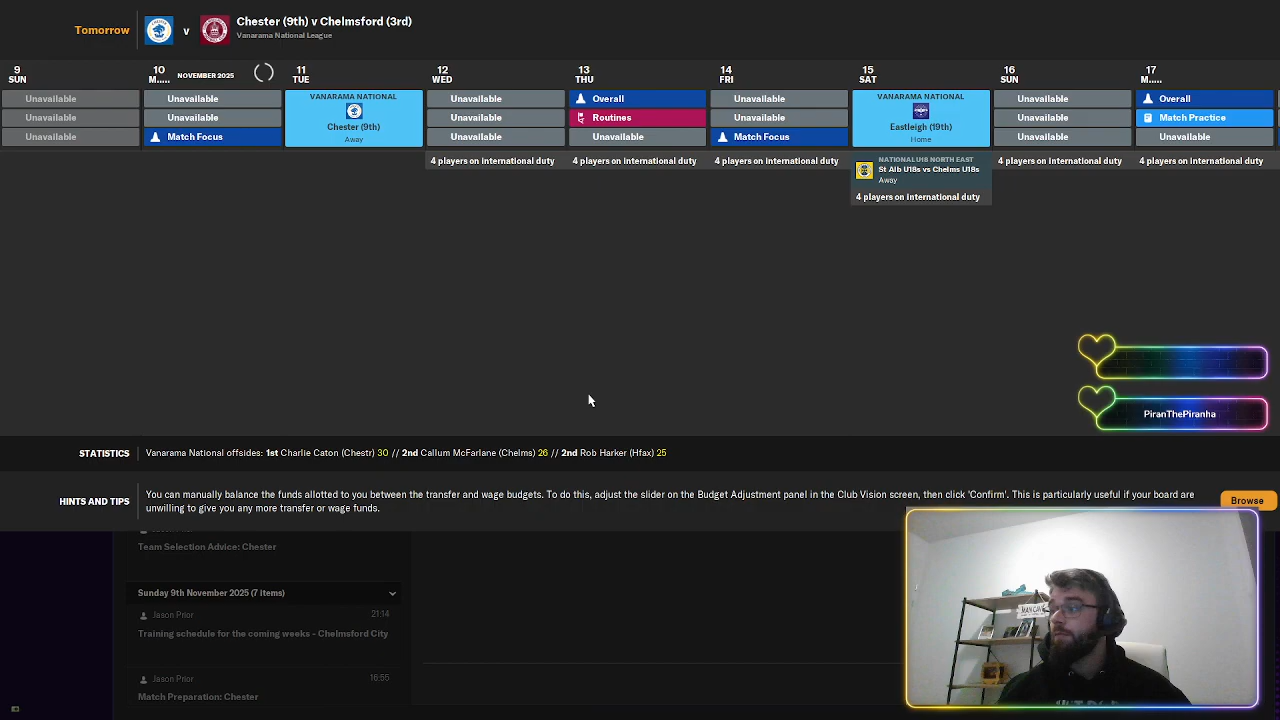 Tomorrow
v
Chester (9th) v Chelmsford (3rd)
Vanarama National League
9
SUN
10
M..... NOVEMBER 2025
11
TUE
12
WED
13
THU
14
FRI
15
SAT
16
SUN
17
M.....
Unavailable
Unavailable
Unavailable
Unavailable
Unavailable
Match Focus
VANARAMA NATIONAL
Chester (9th)
Away
Unavailable
Unavailable
Unavailable
4 players on international duty
Overall
Routines
Unavailable
4 players on international duty
Unavailable
Unavailable
Match Focus
4 players on international duty
VANARAMA NATIONAL
Eastleigh (19th)
Home
NATIONAL U18 NORTH EAST
St Alb U18s vs Chelms U18s
Away
4 players on international duty
Unavailable
Unavailable
Unavailable
4 players on international duty
Overall
Match Practice
Unavailable
4 players on international duty
PiranThePiranha
STATISTICS
Vanarama National offsides: 1st Charlie Caton (Chestr) 30 // 2nd Callum McFarlane (Chelms) 26 // 2nd Rob Harker (Hfax) 25
HINTS AND TIPS
You can manually balance the funds allotted to you between the transfer and wage budgets. To do this, adjust the slider on the Budget Adjustment panel in the Club Vision screen, then click 'Confirm'. This is particularly useful if your board are
unwilling to give you any more transfer or wage funds.
Browse
Jason Prior
Team Selection Advice: Chester
Sunday 9th November 2025 (7 items)
Jason Prior 21:14
Training schedule for the coming weeks - Chelmsford City
Jason Prior 16:55
Match Preparation: Chester
MAN CAVE